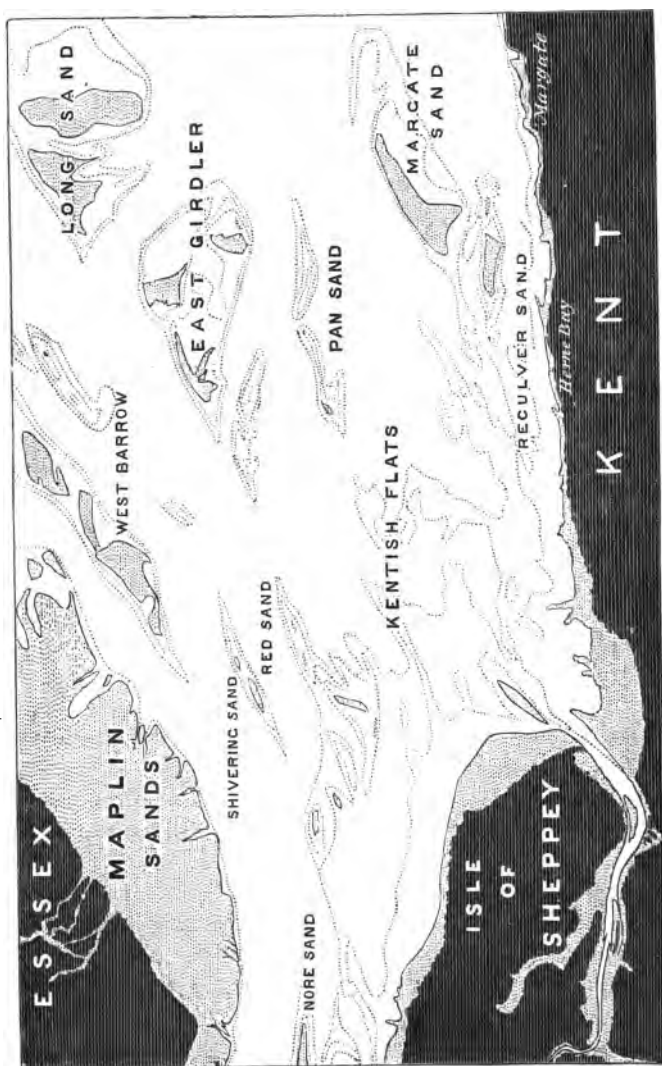 ESSEX
MAPLIN
SANDS
WEST BARROW
LONG SAND
EAST GIRDLER
SHIVERING SAND
RED SAND
PAN SAND
MARGATE
SAND
NORE SAND
KENTISH FLATS
RECULVER SAND
ISLE
OF
SHEPPEY
Herne Bay
Margate
KENT